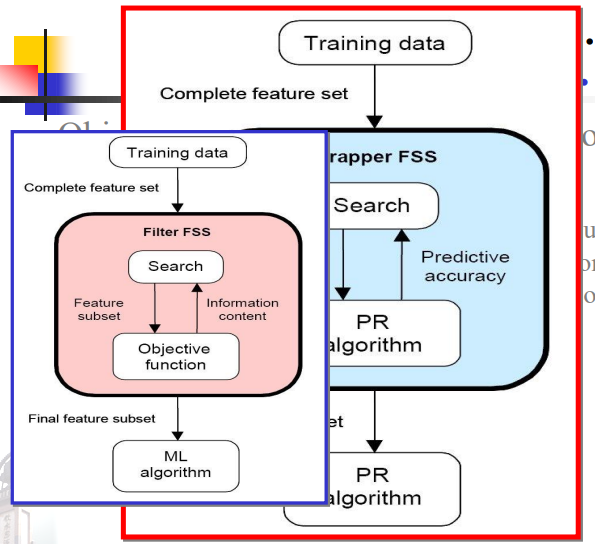 Training data
Complete feature set
rapper FSS
Search
Predictive
accuracy
PR
algorithm
et
PR
algorithm
Training data
Complete feature set
Filter FSS
Search
Feature
subset
Information
content
Objective
function
Final feature subset
ML
algorithm